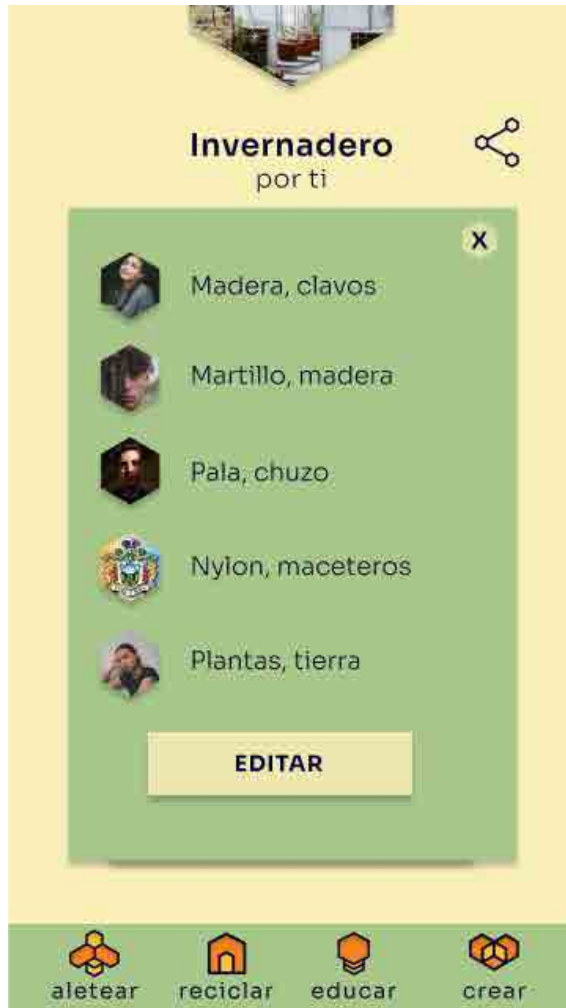 Invernadero
por ti
X
Madera, clavos
Martillo, madera
Pala, chuzo
Nylon, maceteros
Plantas, tierra
EDITAR
aletear reciclar educar crear